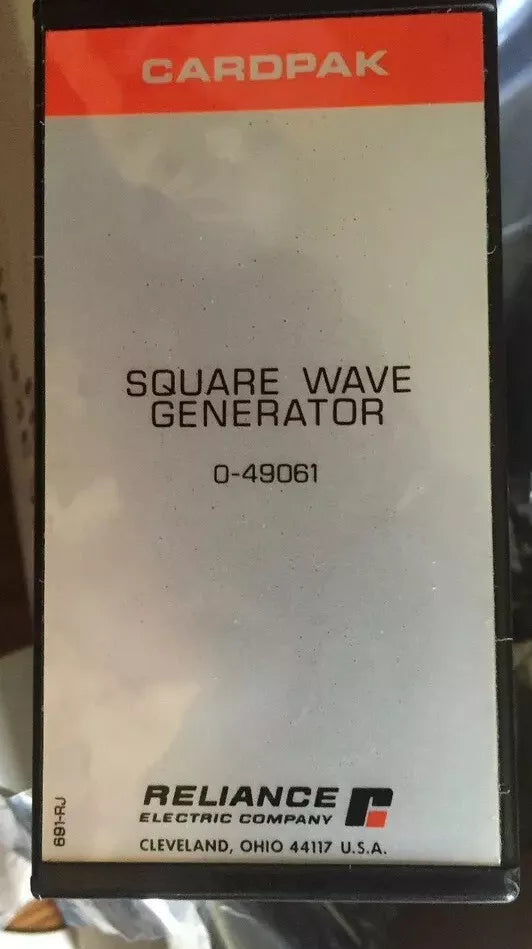 CARDPAK
SQUARE WAVE
GENERATOR
0-49061
RELIANCE
ELECTRIC COMPANY
CLEVELAND, OHIO 44117 U.S.A.
691-RJ